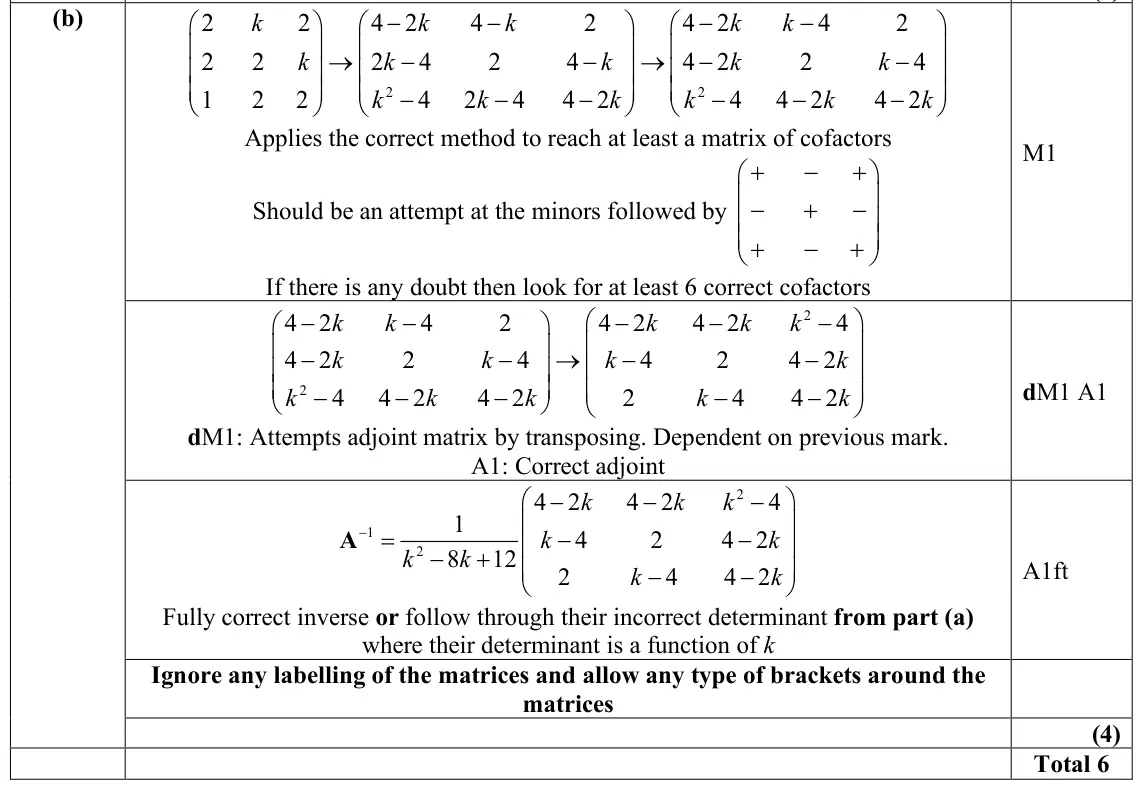 (b)
(2 k 2; 2 2 k; 1 2 2) → (4−2k 4−k 2; 2k−4 2 4−k; k²−4 2k−4 4−2k) → (4−2k k−4 2; 4−2k 2 k−4; k²−4 4−2k 4−2k)
Applies the correct method to reach at least a matrix of cofactors
Should be an attempt at the minors followed by (+ − +; − + −; + − +)
If there is any doubt then look for at least 6 correct cofactors
M1
(4−2k k−4 2; 4−2k 2 k−4; k²−4 4−2k 4−2k) → (4−2k 4−2k k²−4; k−4 2 4−2k; 2 k−4 4−2k)
dM1: Attempts adjoint matrix by transposing. Dependent on previous mark.
A1: Correct adjoint
dM1 A1
A⁻¹ = 1/(k²−8k+12) (4−2k 4−2k k²−4; k−4 2 4−2k; 2 k−4 4−2k)
Fully correct inverse or follow through their incorrect determinant from part (a)
where their determinant is a function of k
A1ft
Ignore any labelling of the matrices and allow any type of brackets around the
matrices
(4)
Total 6